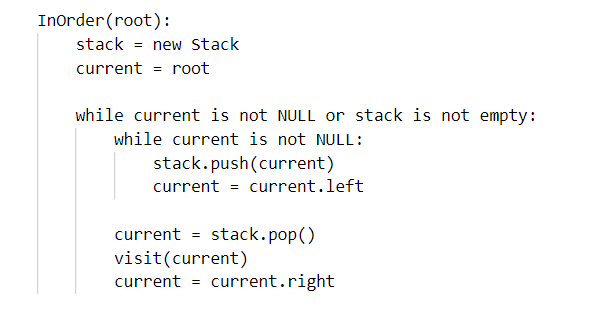 InOrder(root):
    stack = new Stack
    current = root

    while current is not NULL or stack is not empty:
        while current is not NULL:
            stack.push(current)
            current = current.left

        current = stack.pop()
        visit(current)
        current = current.right